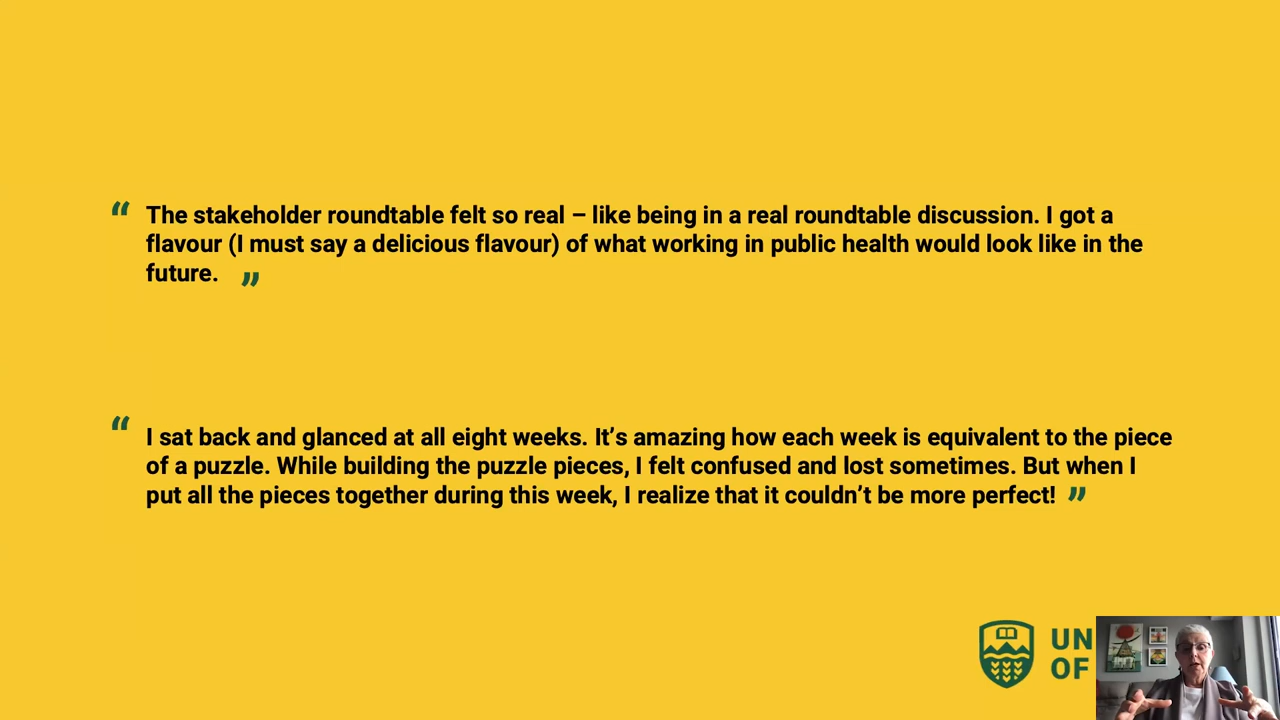 “ The stakeholder roundtable felt so real – like being in a real roundtable discussion. I got a
flavour (I must say a delicious flavour) of what working in public health would look like in the
future. ”
“ I sat back and glanced at all eight weeks. It’s amazing how each week is equivalent to the piece
of a puzzle. While building the puzzle pieces, I felt confused and lost sometimes. But when I
put all the pieces together during this week, I realize that it couldn’t be more perfect! ”
UN
OF